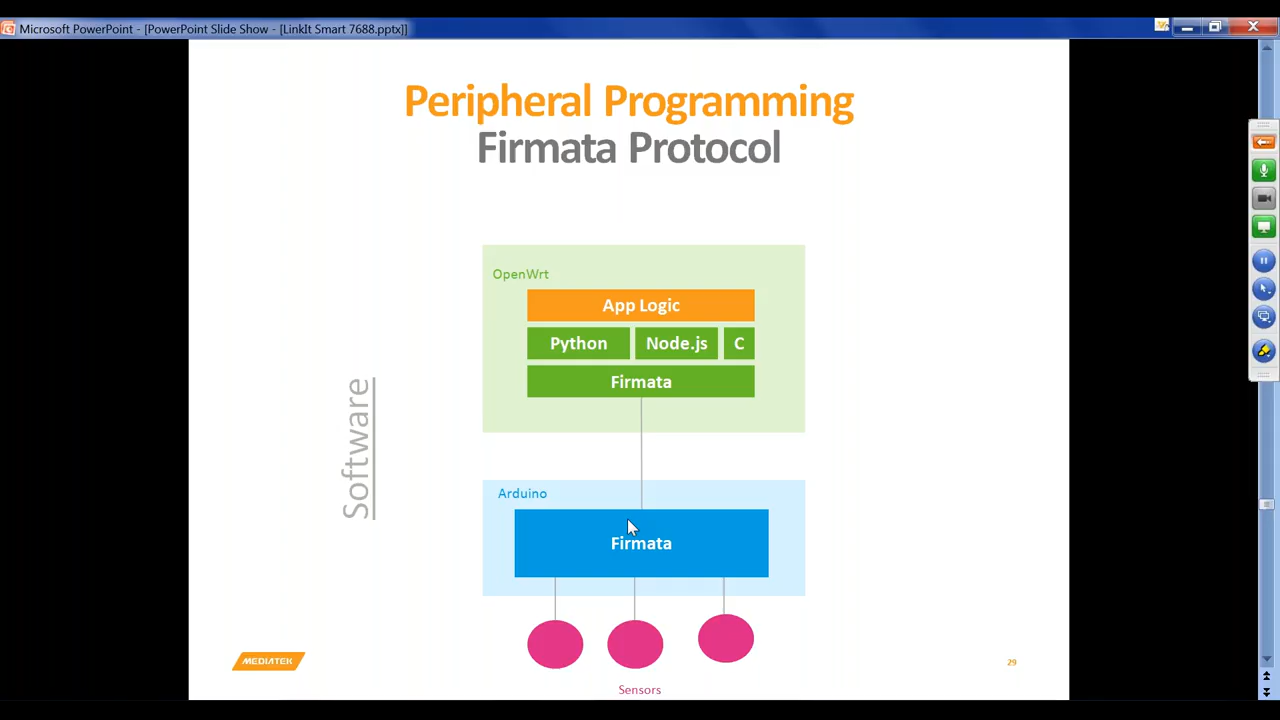 Microsoft PowerPoint - [PowerPoint Slide Show - [LinkIt Smart 7688.pptx]]
Peripheral Programming
Firmata Protocol
OpenWrt
App Logic
Python Node.js C
Firmata
Software
Arduino
Firmata
MEDIATEK
29
Sensors